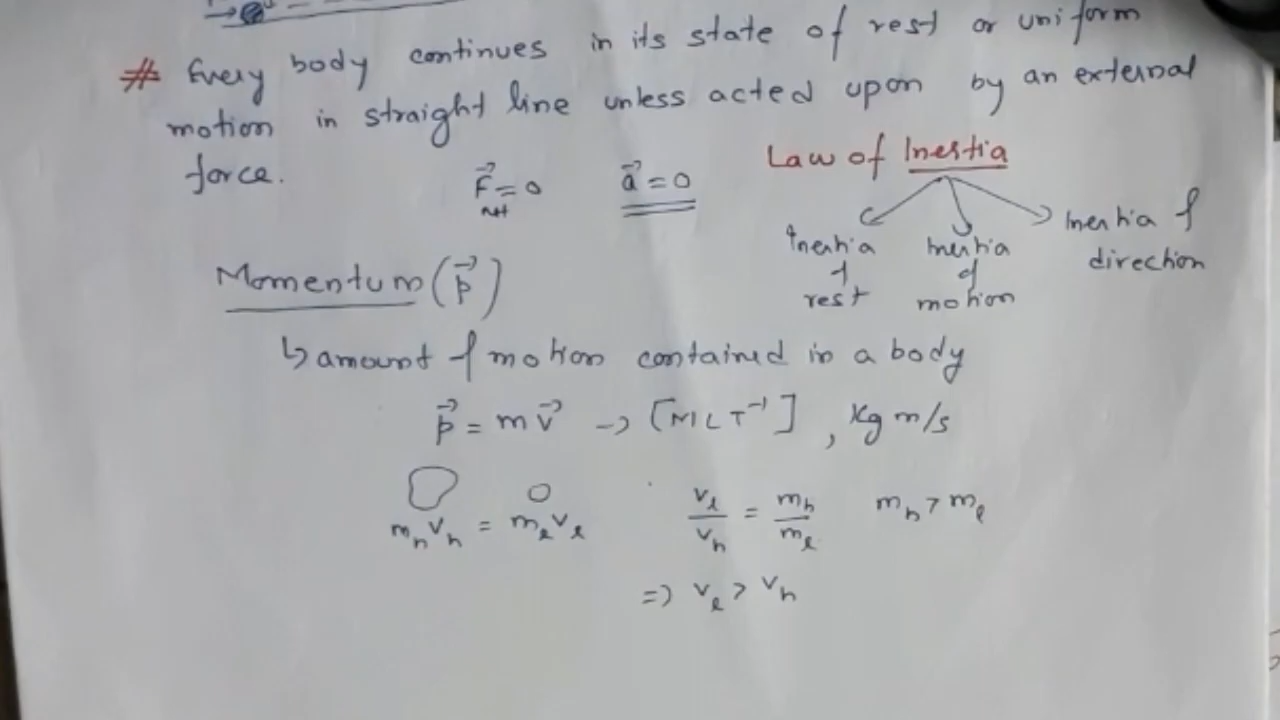 # Every body continues in its state of rest or uniform
motion in straight line unless acted upon by an external
force.
F⃗net = 0 a⃗ = 0
Law of Inertia
Inertia of rest
Inertia of motion
Inertia of direction
Momentum (p⃗)
↳ amount of motion contained in a body
p⃗ = m v⃗ → [M L T⁻¹] , Kg m/s
mₕvₕ = mₗvₗ
vₗ/vₕ = mₕ/mₗ mₕ > mₗ
⇒ vₗ > vₕ